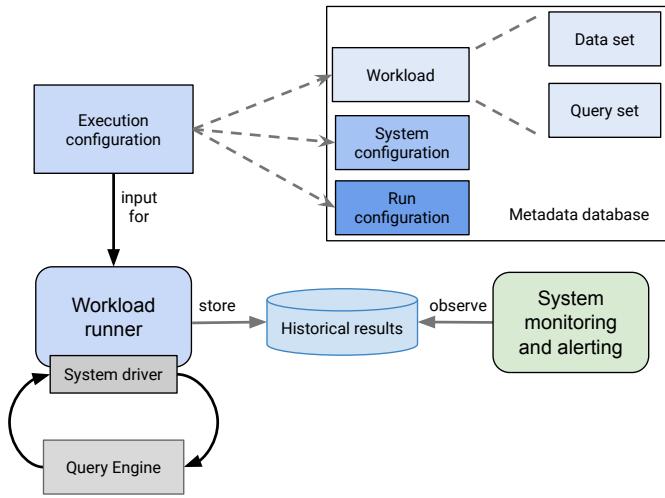 Execution
configuration
Workload
Data set
Query set
System
configuration
Run
configuration
Metadata database
input
for
Workload
runner
store
Historical results
observe
System
monitoring
and alerting
System driver
Query Engine